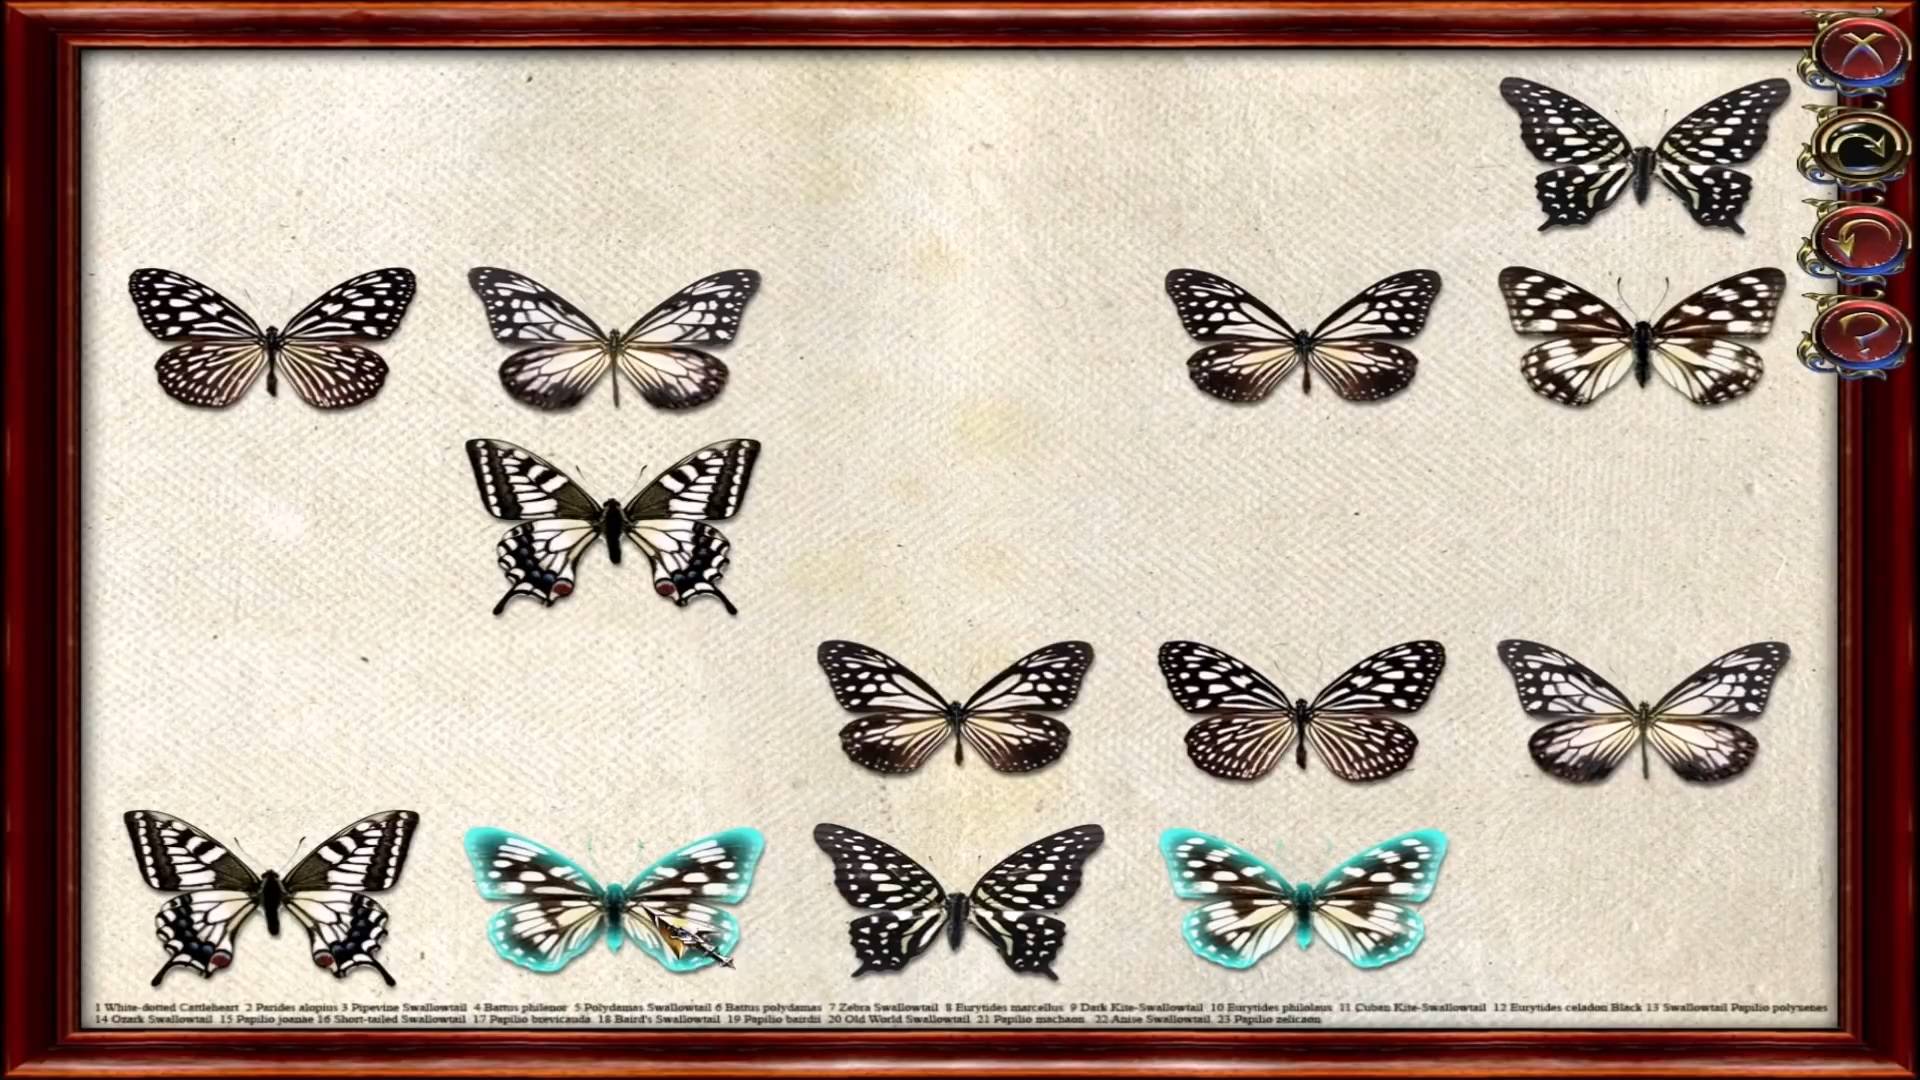 1 White-dotted Cattleheart 2 Parides alopius 3 Pipevine Swallowtail 4 Battus philenor 5 Polydamas Swallowtail 6 Battus polydamas 7 Zebra Swallowtail 8 Eurytides marcellus 9 Dark Kite-Swallowtail 10 Eurytides philolaus 11 Cuban Kite-Swallowtail 12 Eurytides celadon Black 13 Swallowtail Papilio polyxenes
14 Ozark Swallowtail 15 Papilio joanae 16 Short-tailed Swallowtail 17 Papilio brevicauda 18 Baird's Swallowtail 19 Papilio bairdii 20 Old World Swallowtail 21 Papilio machaon 22 Anise Swallowtail 23 Papilio zelicaon